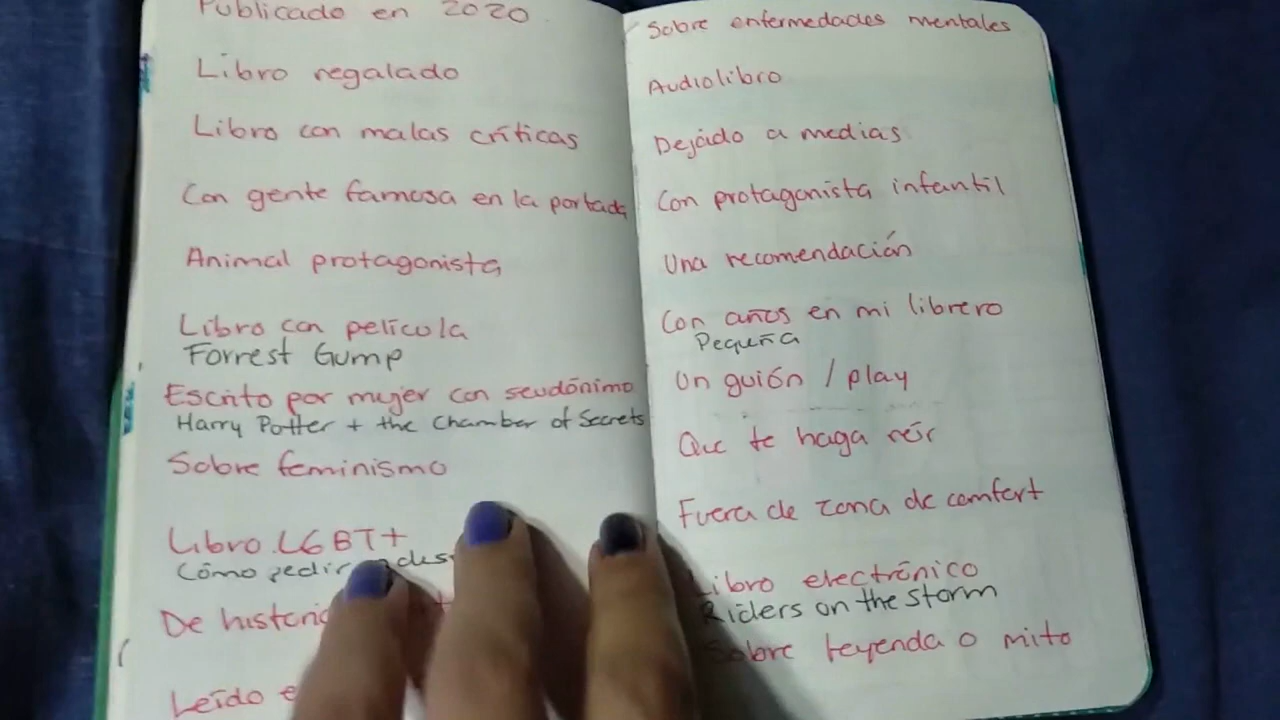 Publicado en 2020
Libro regalado
Libro con malas críticas
Con gente famosa en la portada
Animal protagonista
Libro con película
Forrest Gump
Escrito por mujer con seudónimo
Harry Potter + the Chamber of Secrets
Sobre feminismo
Libro LGBT+
Cómo pedir
De
Leído
Sobre enfermedades mentales
Audiolibro
Dejado a medias
Con protagonista infantil
Una recomendación
Con años en mi librero
Pequeña
Un guión / play
Que te haga reír
Fuera de zona de comfort
Libro electrónico
Riders on the storm
Sobre leyenda o mito